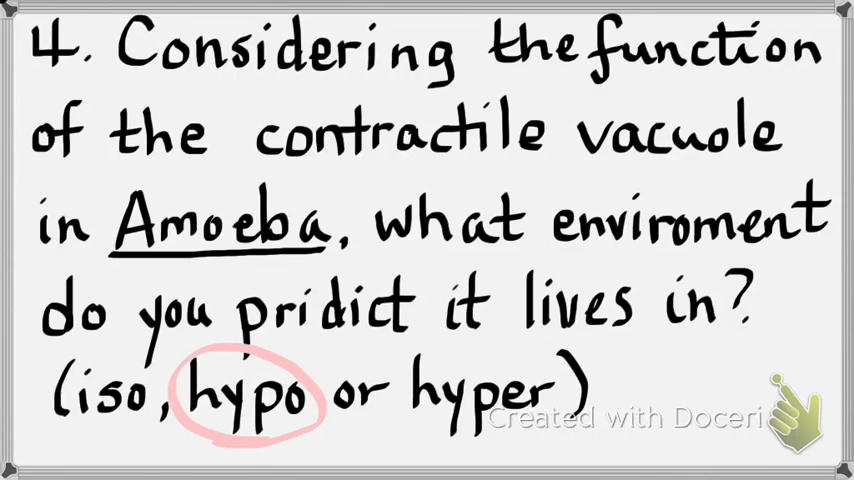 4. Considering the function
of the contractile vacuole
in Amoeba, what enviroment
do you pridict it lives in?
(iso, hypo or hyper)
Created with Doceri